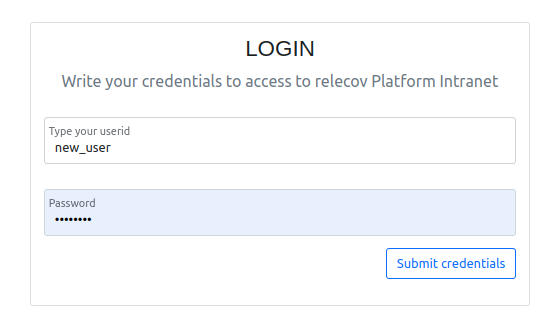 LOGIN
Write your credentials to access to relecov Platform Intranet
Type your userid
new_user
Password
••••••••
Submit credentials